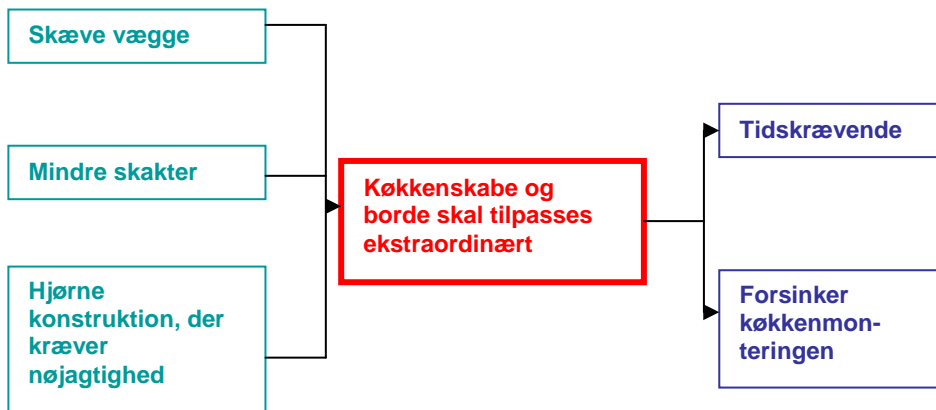 Skæve vægge
Mindre skakter
Hjørne
konstruktion, der
kræver
nøjagtighed
Køkkenskabe og
borde skal tilpasses
ekstraordinært
Tidskrævende
Forsinker
køkkenmon-
teringen